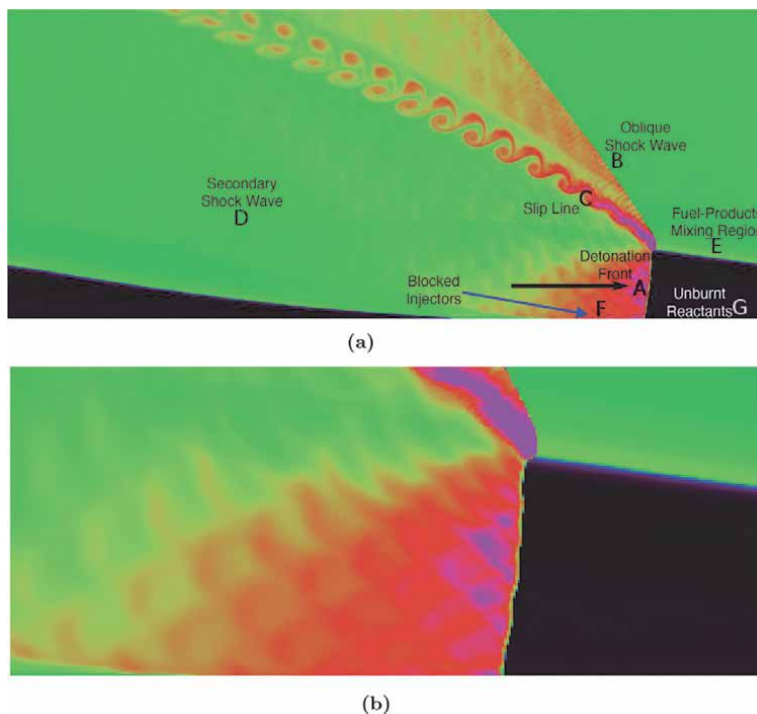 Oblique
Shock Wave
B
Secondary
Shock Wave
D
C
Slip Line
Fuel-Product
Mixing Region
E
Detonation
Front
A
Blocked
Injectors
F
Unburnt
Reactants G
(a)
(b)